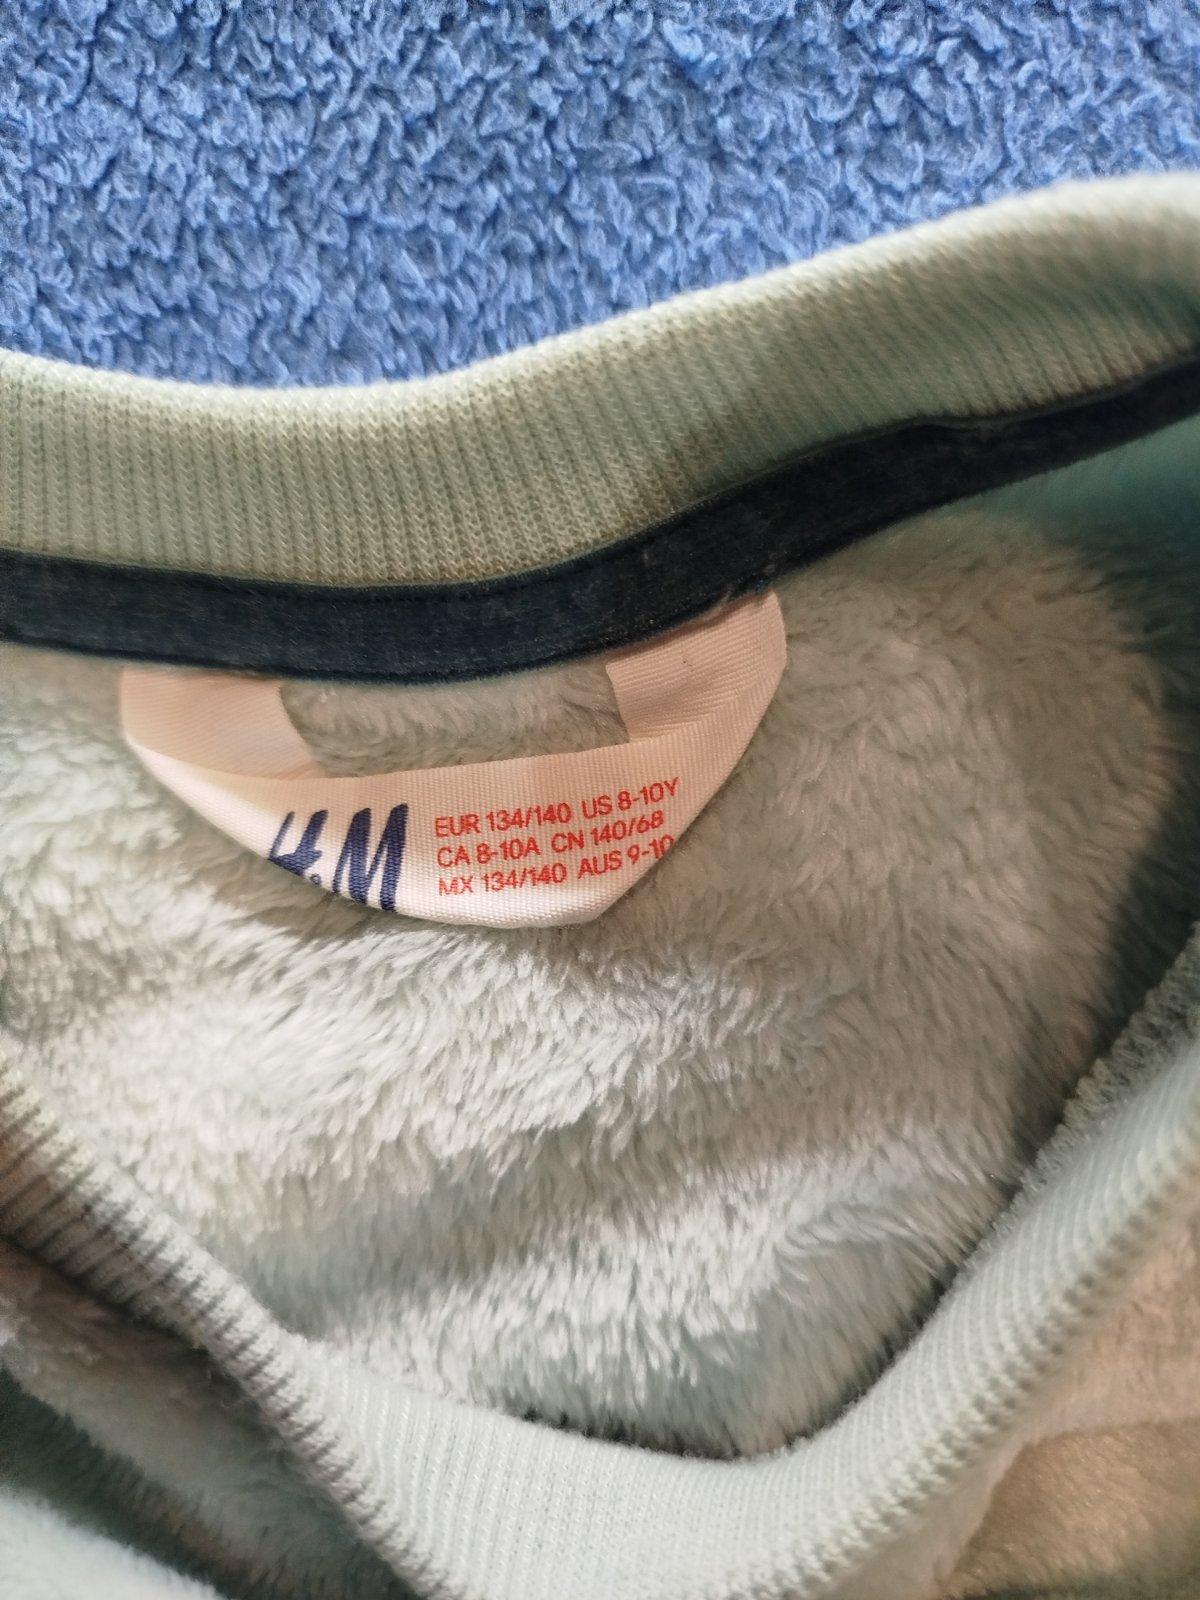 H&M
EUR 134/140 US 8-10Y
CA 8-10A CN 140/68
MX 134/140 AUS 9-10